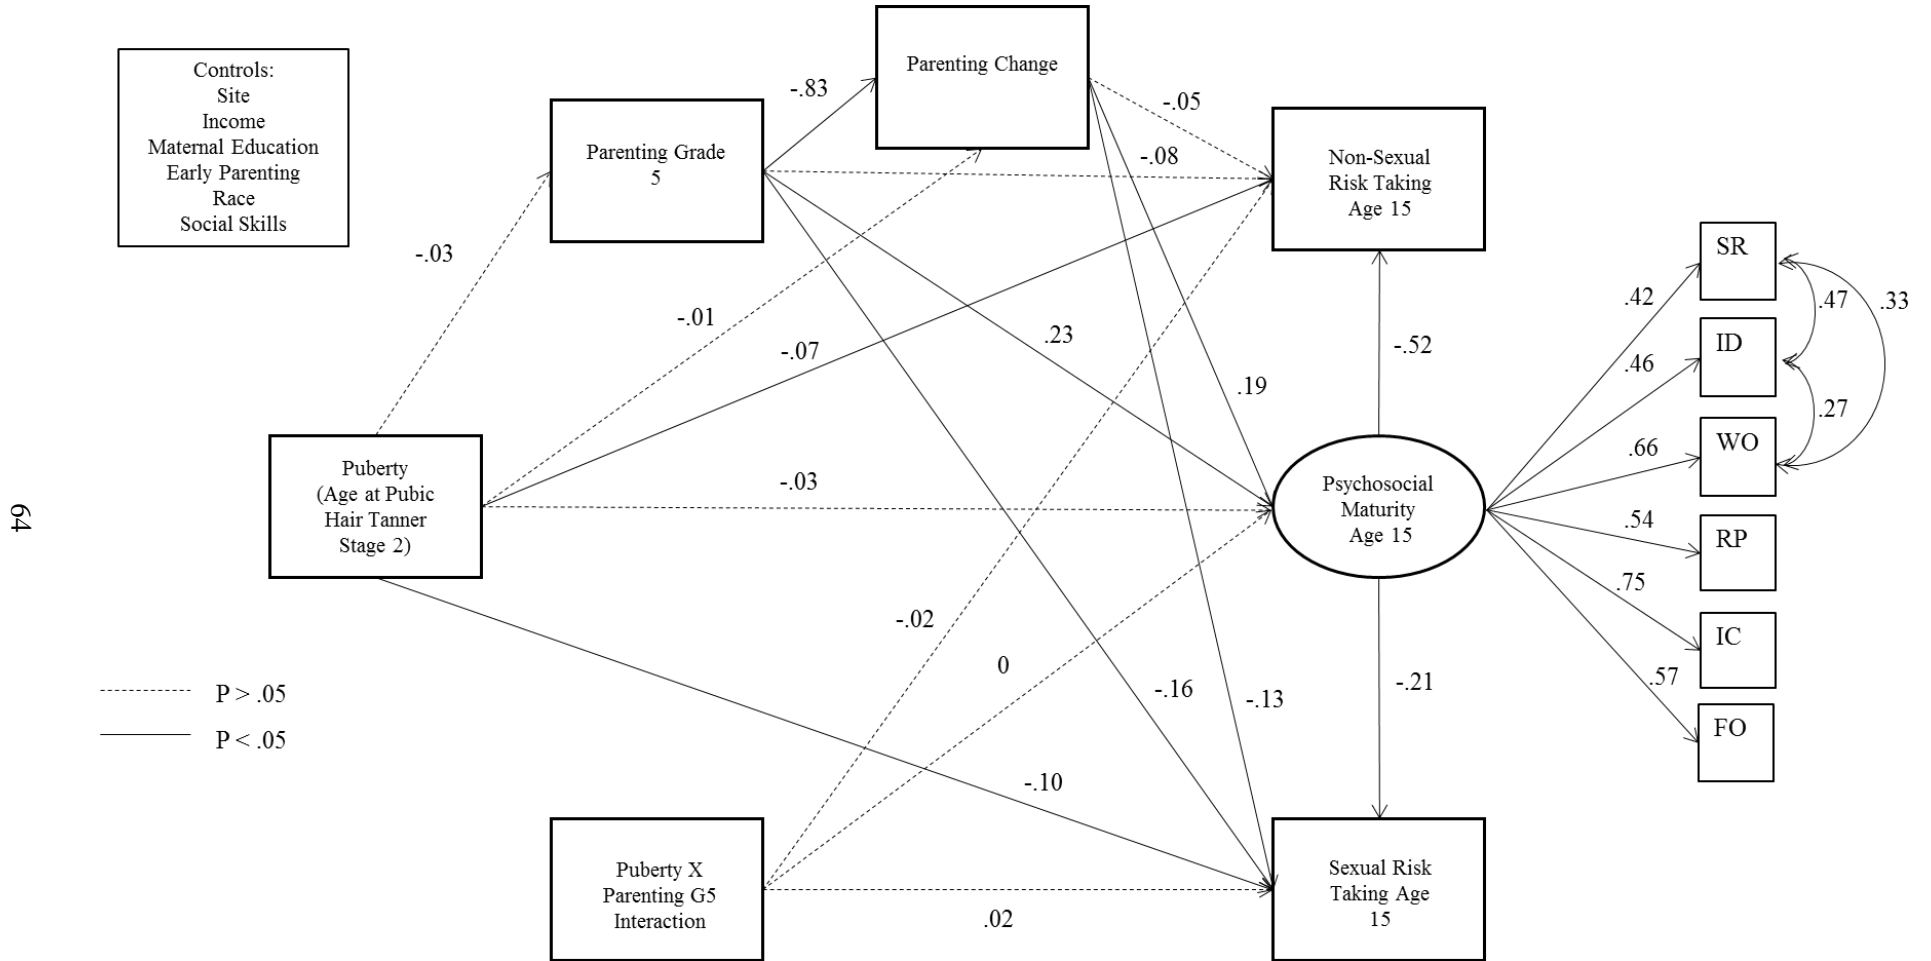 Controls:
Site
Income
Maternal Education
Early Parenting
Race
Social Skills
Parenting Change
-.83
-.05
Parenting Grade
5
-.08
Non-Sexual
Risk Taking
Age 15
-.03
-.01
-.07
.23
.19
-.52
SR
.42
.47
.33
ID
.46
.27
WO
.66
RP
.54
IC
.75
FO
.57
Puberty
(Age at Pubic
Hair Tanner
Stage 2)
-.03
Psychosocial
Maturity
Age 15
64
-.02
0
-.16
-.13
-.21
P > .05
P < .05
-.10
Puberty X
Parenting G5
Interaction
.02
Sexual Risk
Taking Age
15